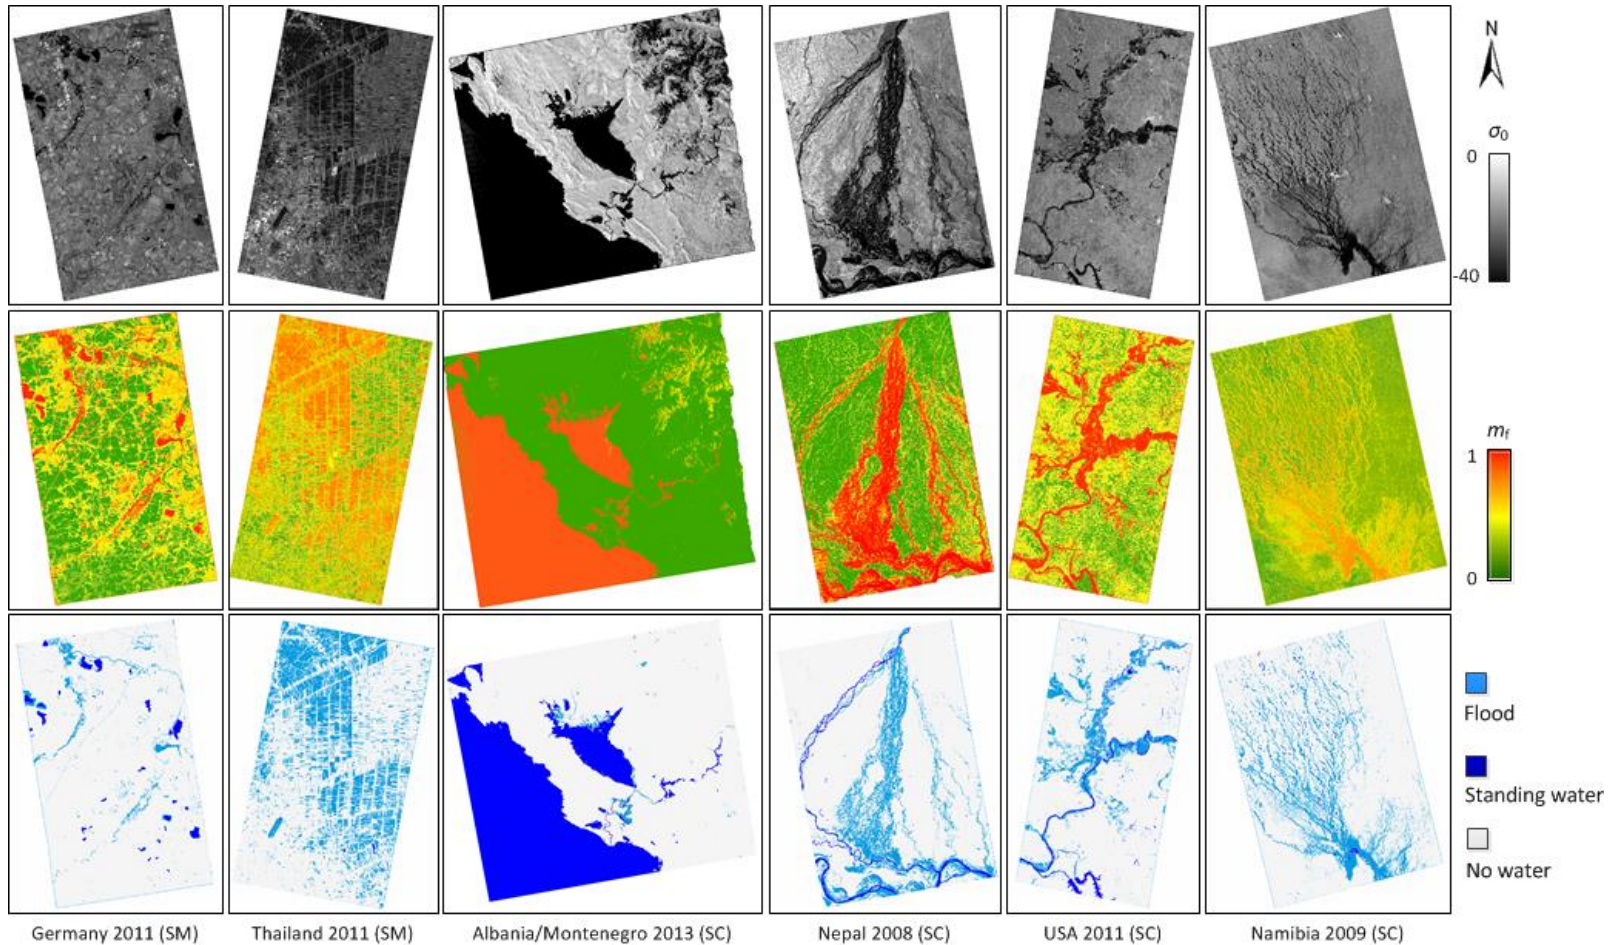 N
σ0
0
-40
mf
1
0
Flood
Standing water
No water
Germany 2011 (SM)
Thailand 2011 (SM)
Albania/Montenegro 2013 (SC)
Nepal 2008 (SC)
USA 2011 (SC)
Namibia 2009 (SC)